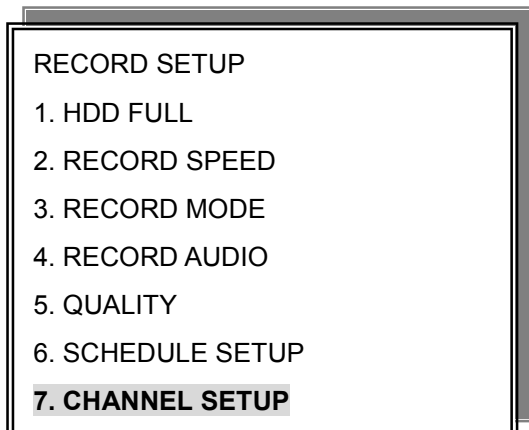 RECORD SETUP
1. HDD FULL
2. RECORD SPEED
3. RECORD MODE
4. RECORD AUDIO
5. QUALITY
6. SCHEDULE SETUP
7. CHANNEL SETUP